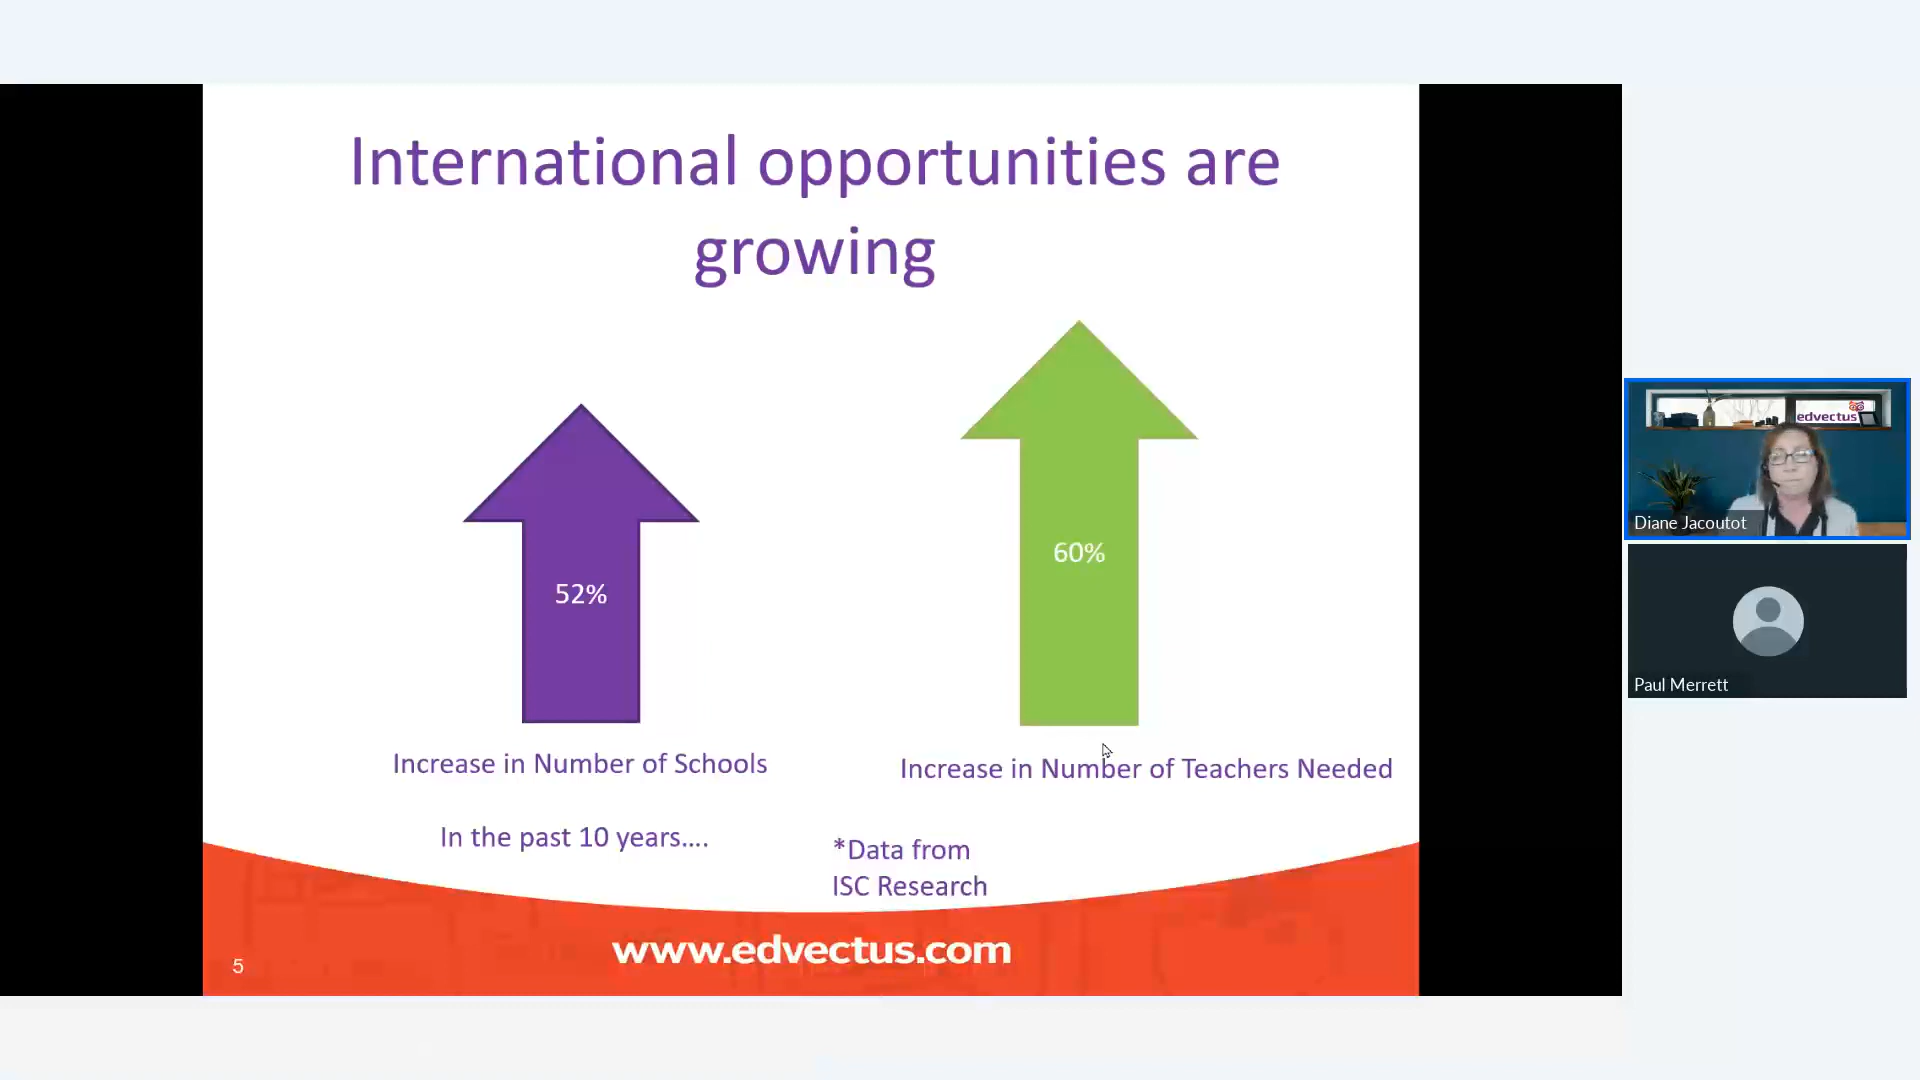 International opportunities are
growing
52%
60%
Increase in Number of Schools
Increase in Number of Teachers Needed
In the past 10 years....
*Data from
ISC Research
www.edvectus.com
5
edvectus
Diane Jacoutot
Paul Merrett